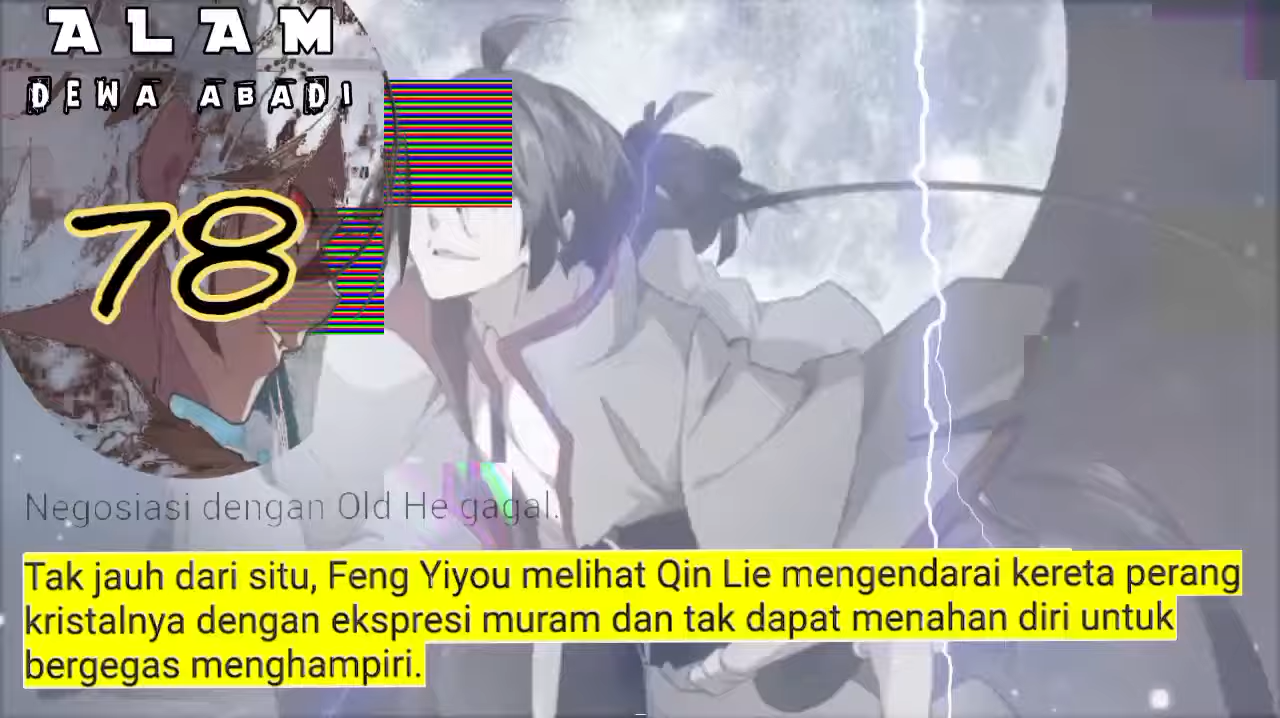 ALAM
DEWA ABADI
78
Negosiasi dengan Old He gagal.
Tak jauh dari situ, Feng Yiyou melihat Qin Lie mengendarai kereta perang
kristalnya dengan ekspresi muram dan tak dapat menahan diri untuk
bergegas menghampiri.